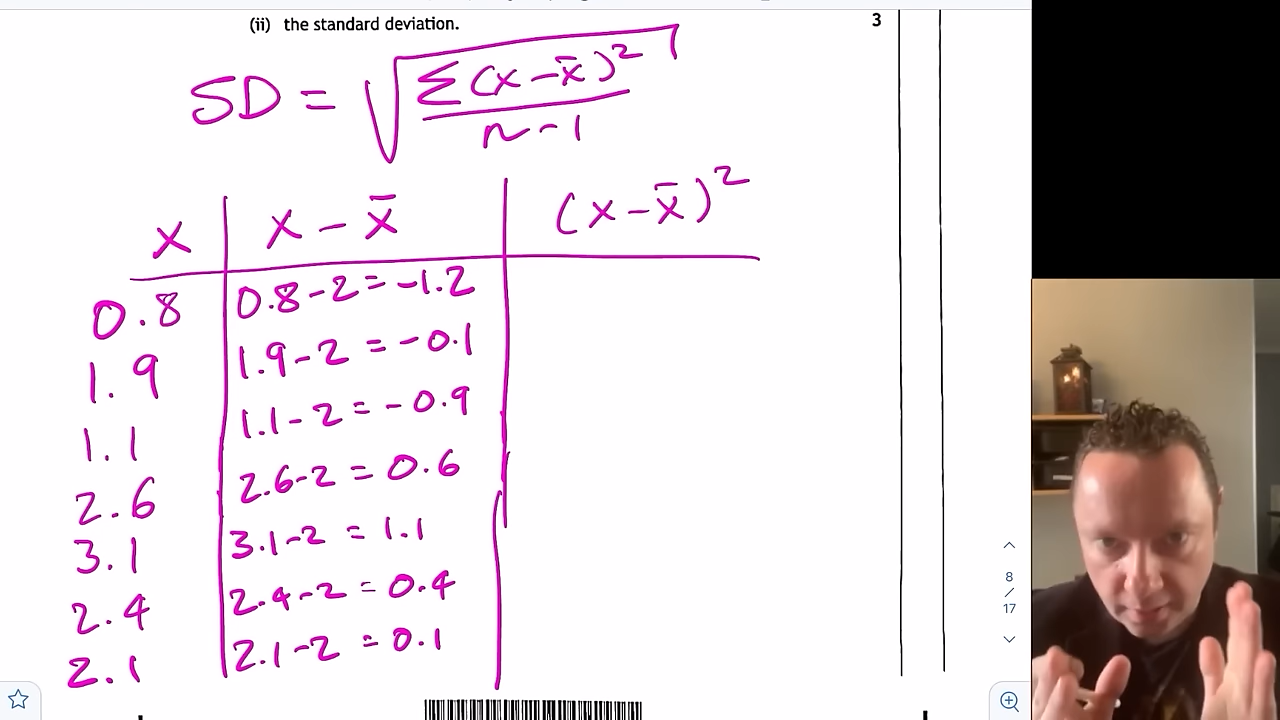 (ii) the standard deviation.
3
SD = √ Σ(x - x̄)²
n - 1
x | x - x̄ | (x - x̄)²
0.8 | 0.8 - 2 = -1.2
1.9 | 1.9 - 2 = -0.1
1.1 | 1.1 - 2 = -0.9
2.6 | 2.6 - 2 = 0.6
3.1 | 3.1 - 2 = 1.1
2.4 | 2.4 - 2 = 0.4
2.1 | 2.1 - 2 = 0.1
8
/
17